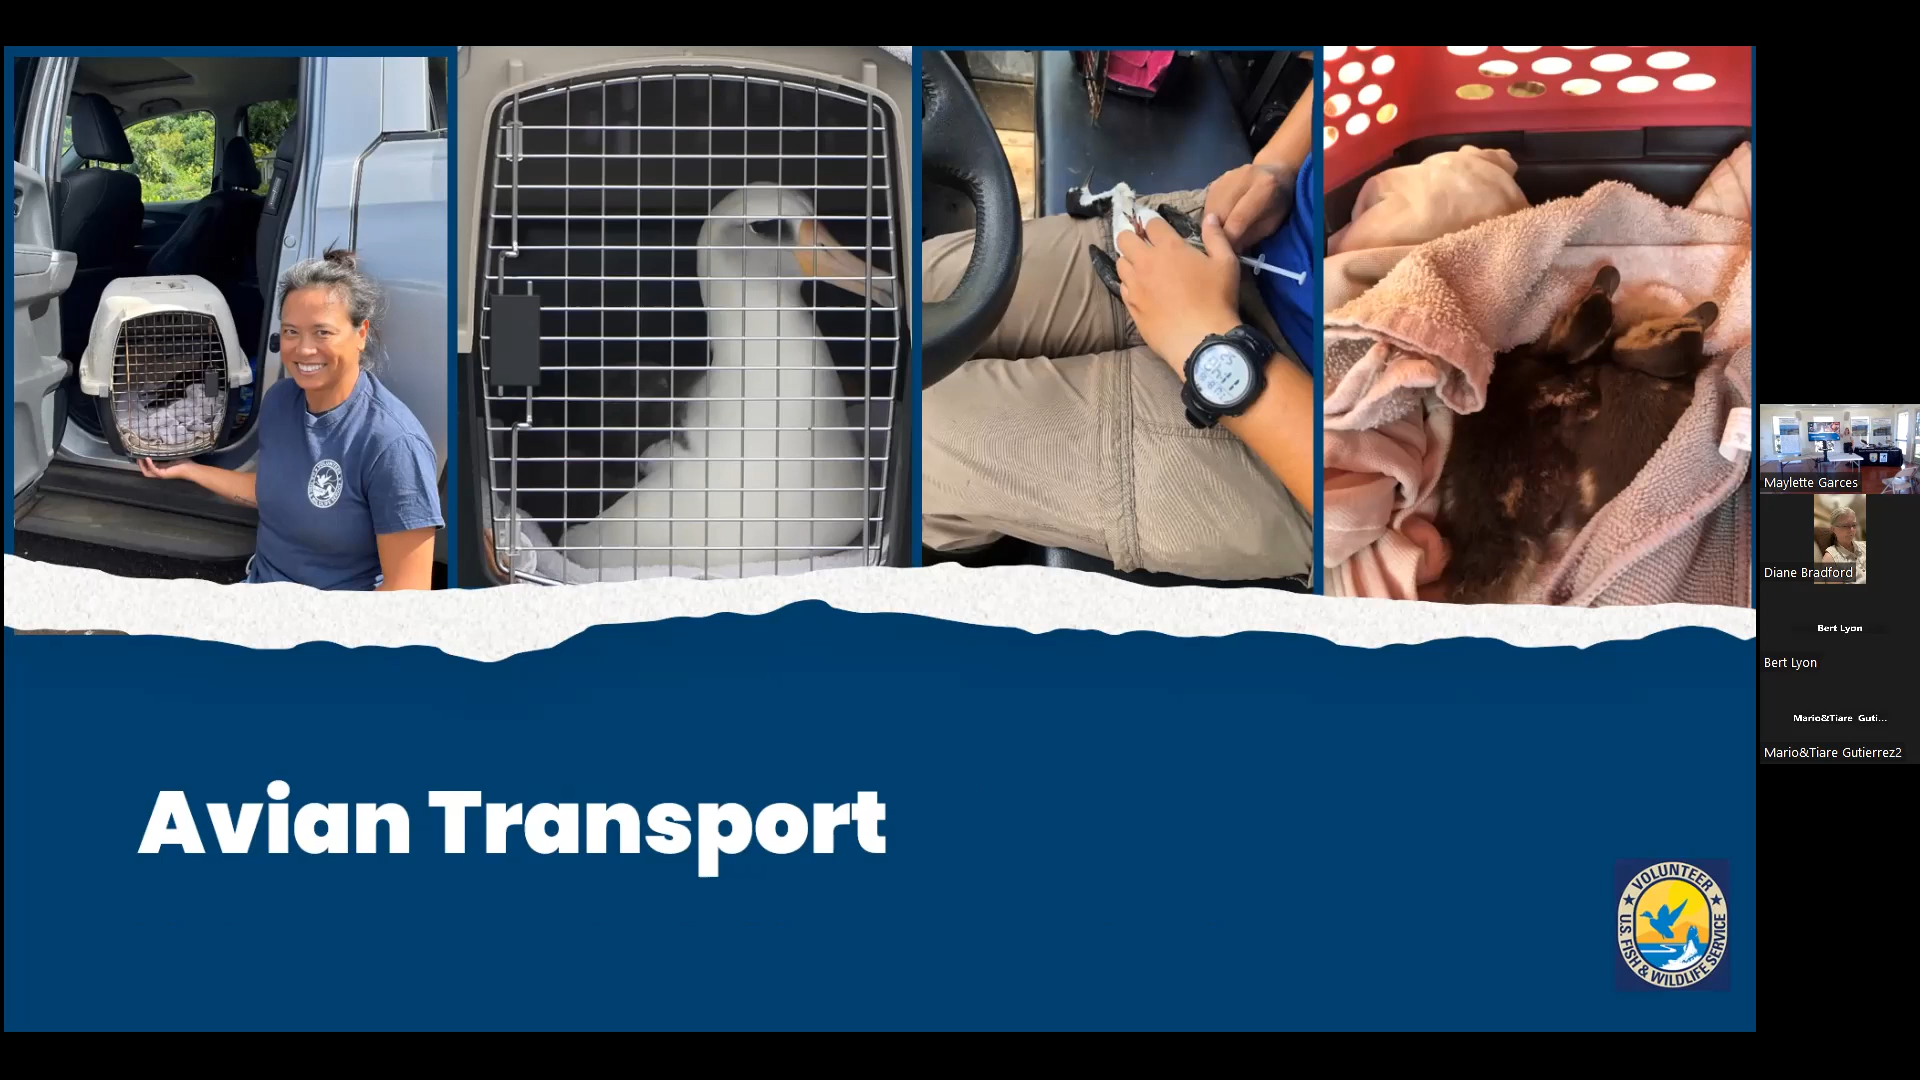 Avian Transport
VOLUNTEER
U.S. FISH & WILDLIFE SERVICE
Maylette Garces
Diane Bradford
Bert Lyon
Bert Lyon
Mario&Tiare Guti...
Mario&Tiare Gutierrez2